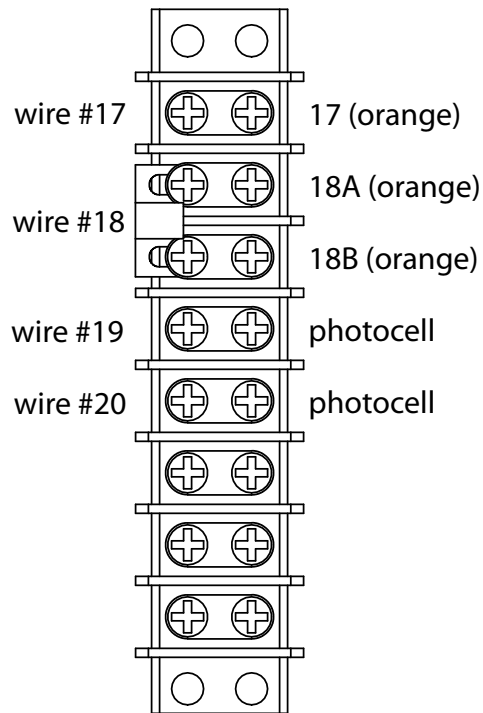 wire #17 17 (orange)
18A (orange)
wire #18
18B (orange)
wire #19 photocell
wire #20 photocell